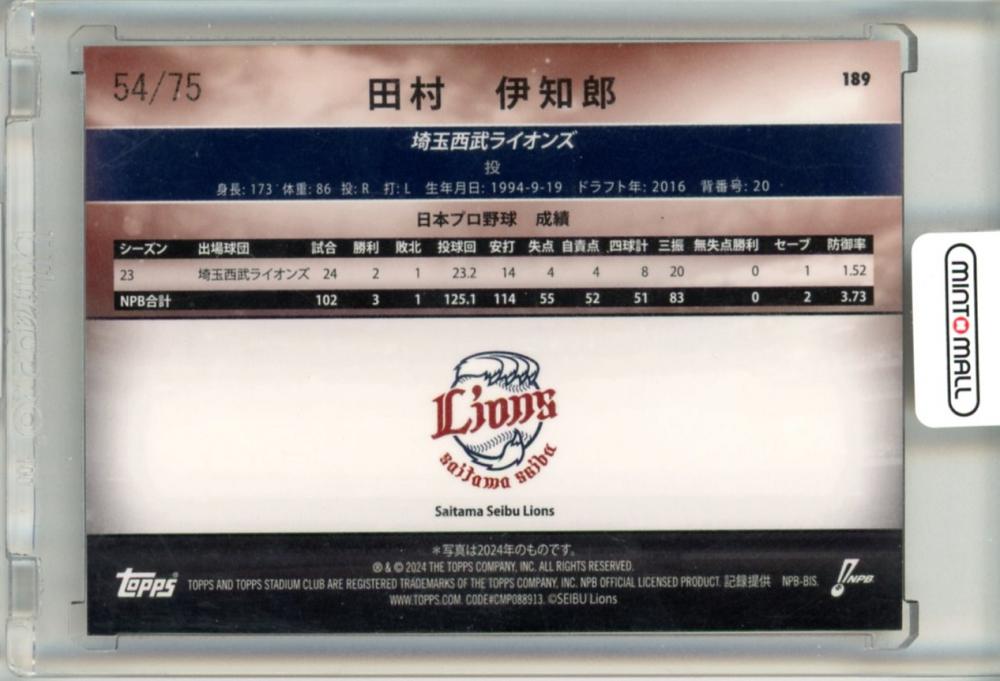 54/75
田村 伊知郎
189
埼玉西武ライオンズ
投
身長: 173 体重: 86 投: R 打: L 生年月日: 1994-9-19 ドラフト年: 2016 背番号: 20
日本プロ野球 成績
シーズン 出場球団 試合 勝利 敗北 投球回 安打 失点 自責点 四球計 三振 無失点勝利 セーブ 防御率
23 埼玉西武ライオンズ 24 2 1 23.2 14 4 4 8 20 0 1 1.52
NPB合計 102 3 1 125.1 114 55 52 51 83 0 2 3.73
Lions
saitama seibu
Saitama Seibu Lions
＊写真は2024年のものです。
® & © 2024 THE TOPPS COMPANY, INC. ALL RIGHTS RESERVED.
topps TOPPS AND TOPPS STADIUM CLUB ARE REGISTERED TRADEMARKS OF THE TOPPS COMPANY, INC. NPB OFFICIAL LICENSED PRODUCT. 記録提供 NPB-BIS. NPB
WWW.TOPPS.COM. CODE#CMP088913. ©SEIBU Lions
MINTOMALL